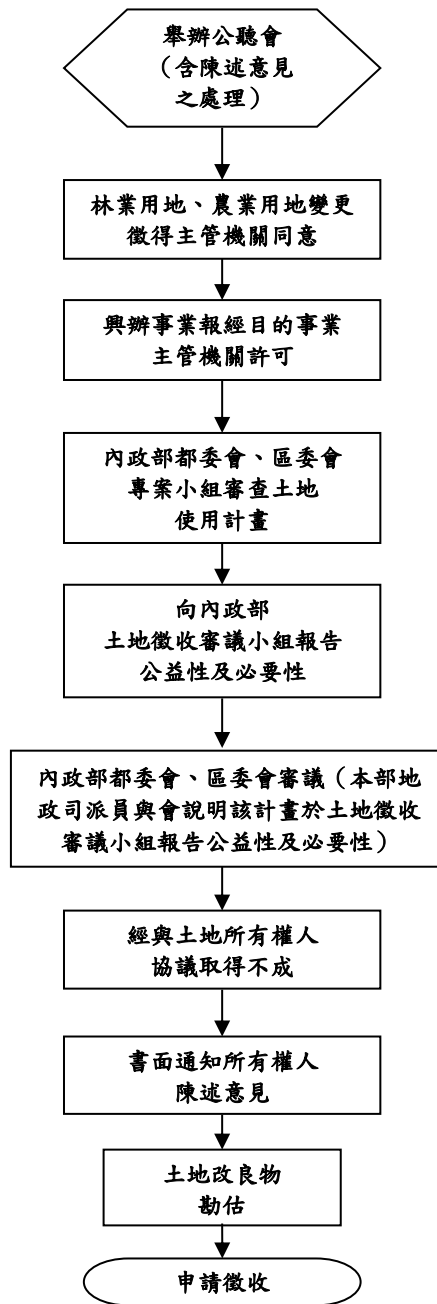 舉辦公聽會
（含陳述意見
之處理）
林業用地、農業用地變更
徵得主管機關同意
興辦事業報經目的事業
主管機關許可
內政部都委會、區委會
專案小組審查土地
使用計畫
向內政部
土地徵收審議小組報告
公益性及必要性
內政部都委會、區委會審議（本部地
政司派員與會說明該計畫於土地徵收
審議小組報告公益性及必要性）
經與土地所有權人
協議取得不成
書面通知所有權人
陳述意見
土地改良物
勘估
申請徵收